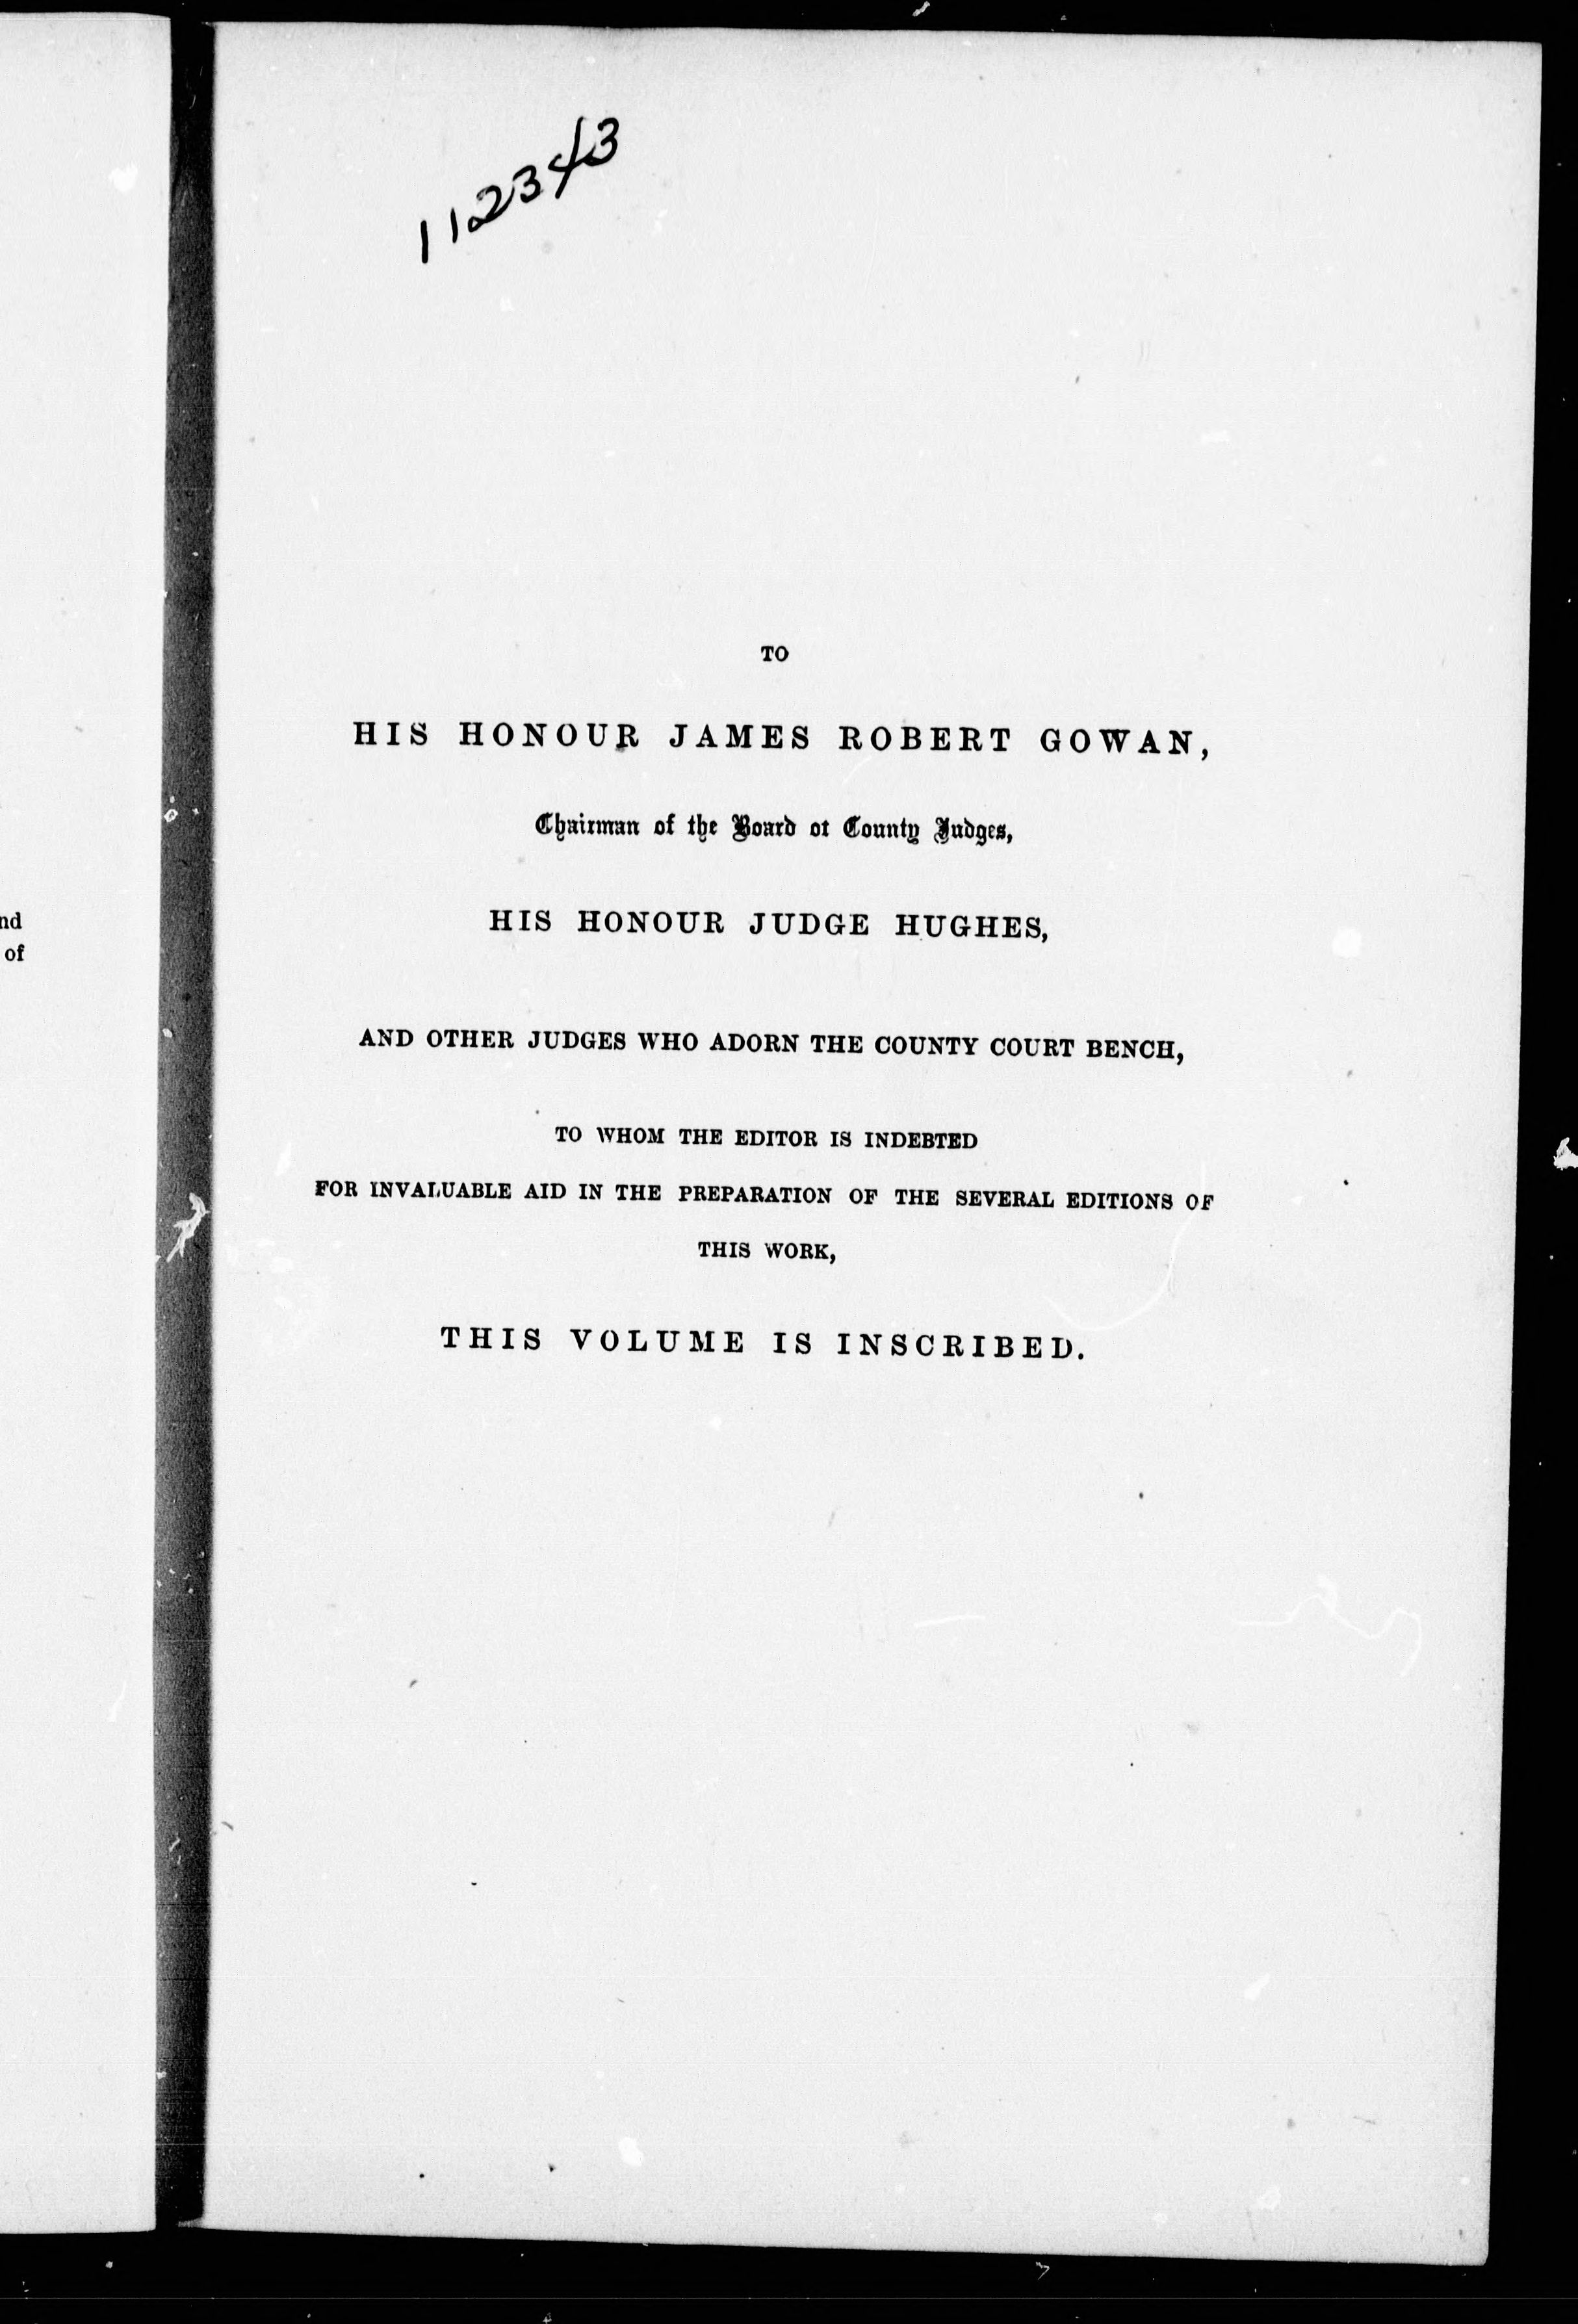 nd
of
112343
TO
HIS HONOUR JAMES ROBERT GOWAN,
Chairman of the Board of County Judges,
HIS HONOUR JUDGE HUGHES,
AND OTHER JUDGES WHO ADORN THE COUNTY COURT BENCH,
TO WHOM THE EDITOR IS INDEBTED
FOR INVALUABLE AID IN THE PREPARATION OF THE SEVERAL EDITIONS OF
THIS WORK,
THIS VOLUME IS INSCRIBED.